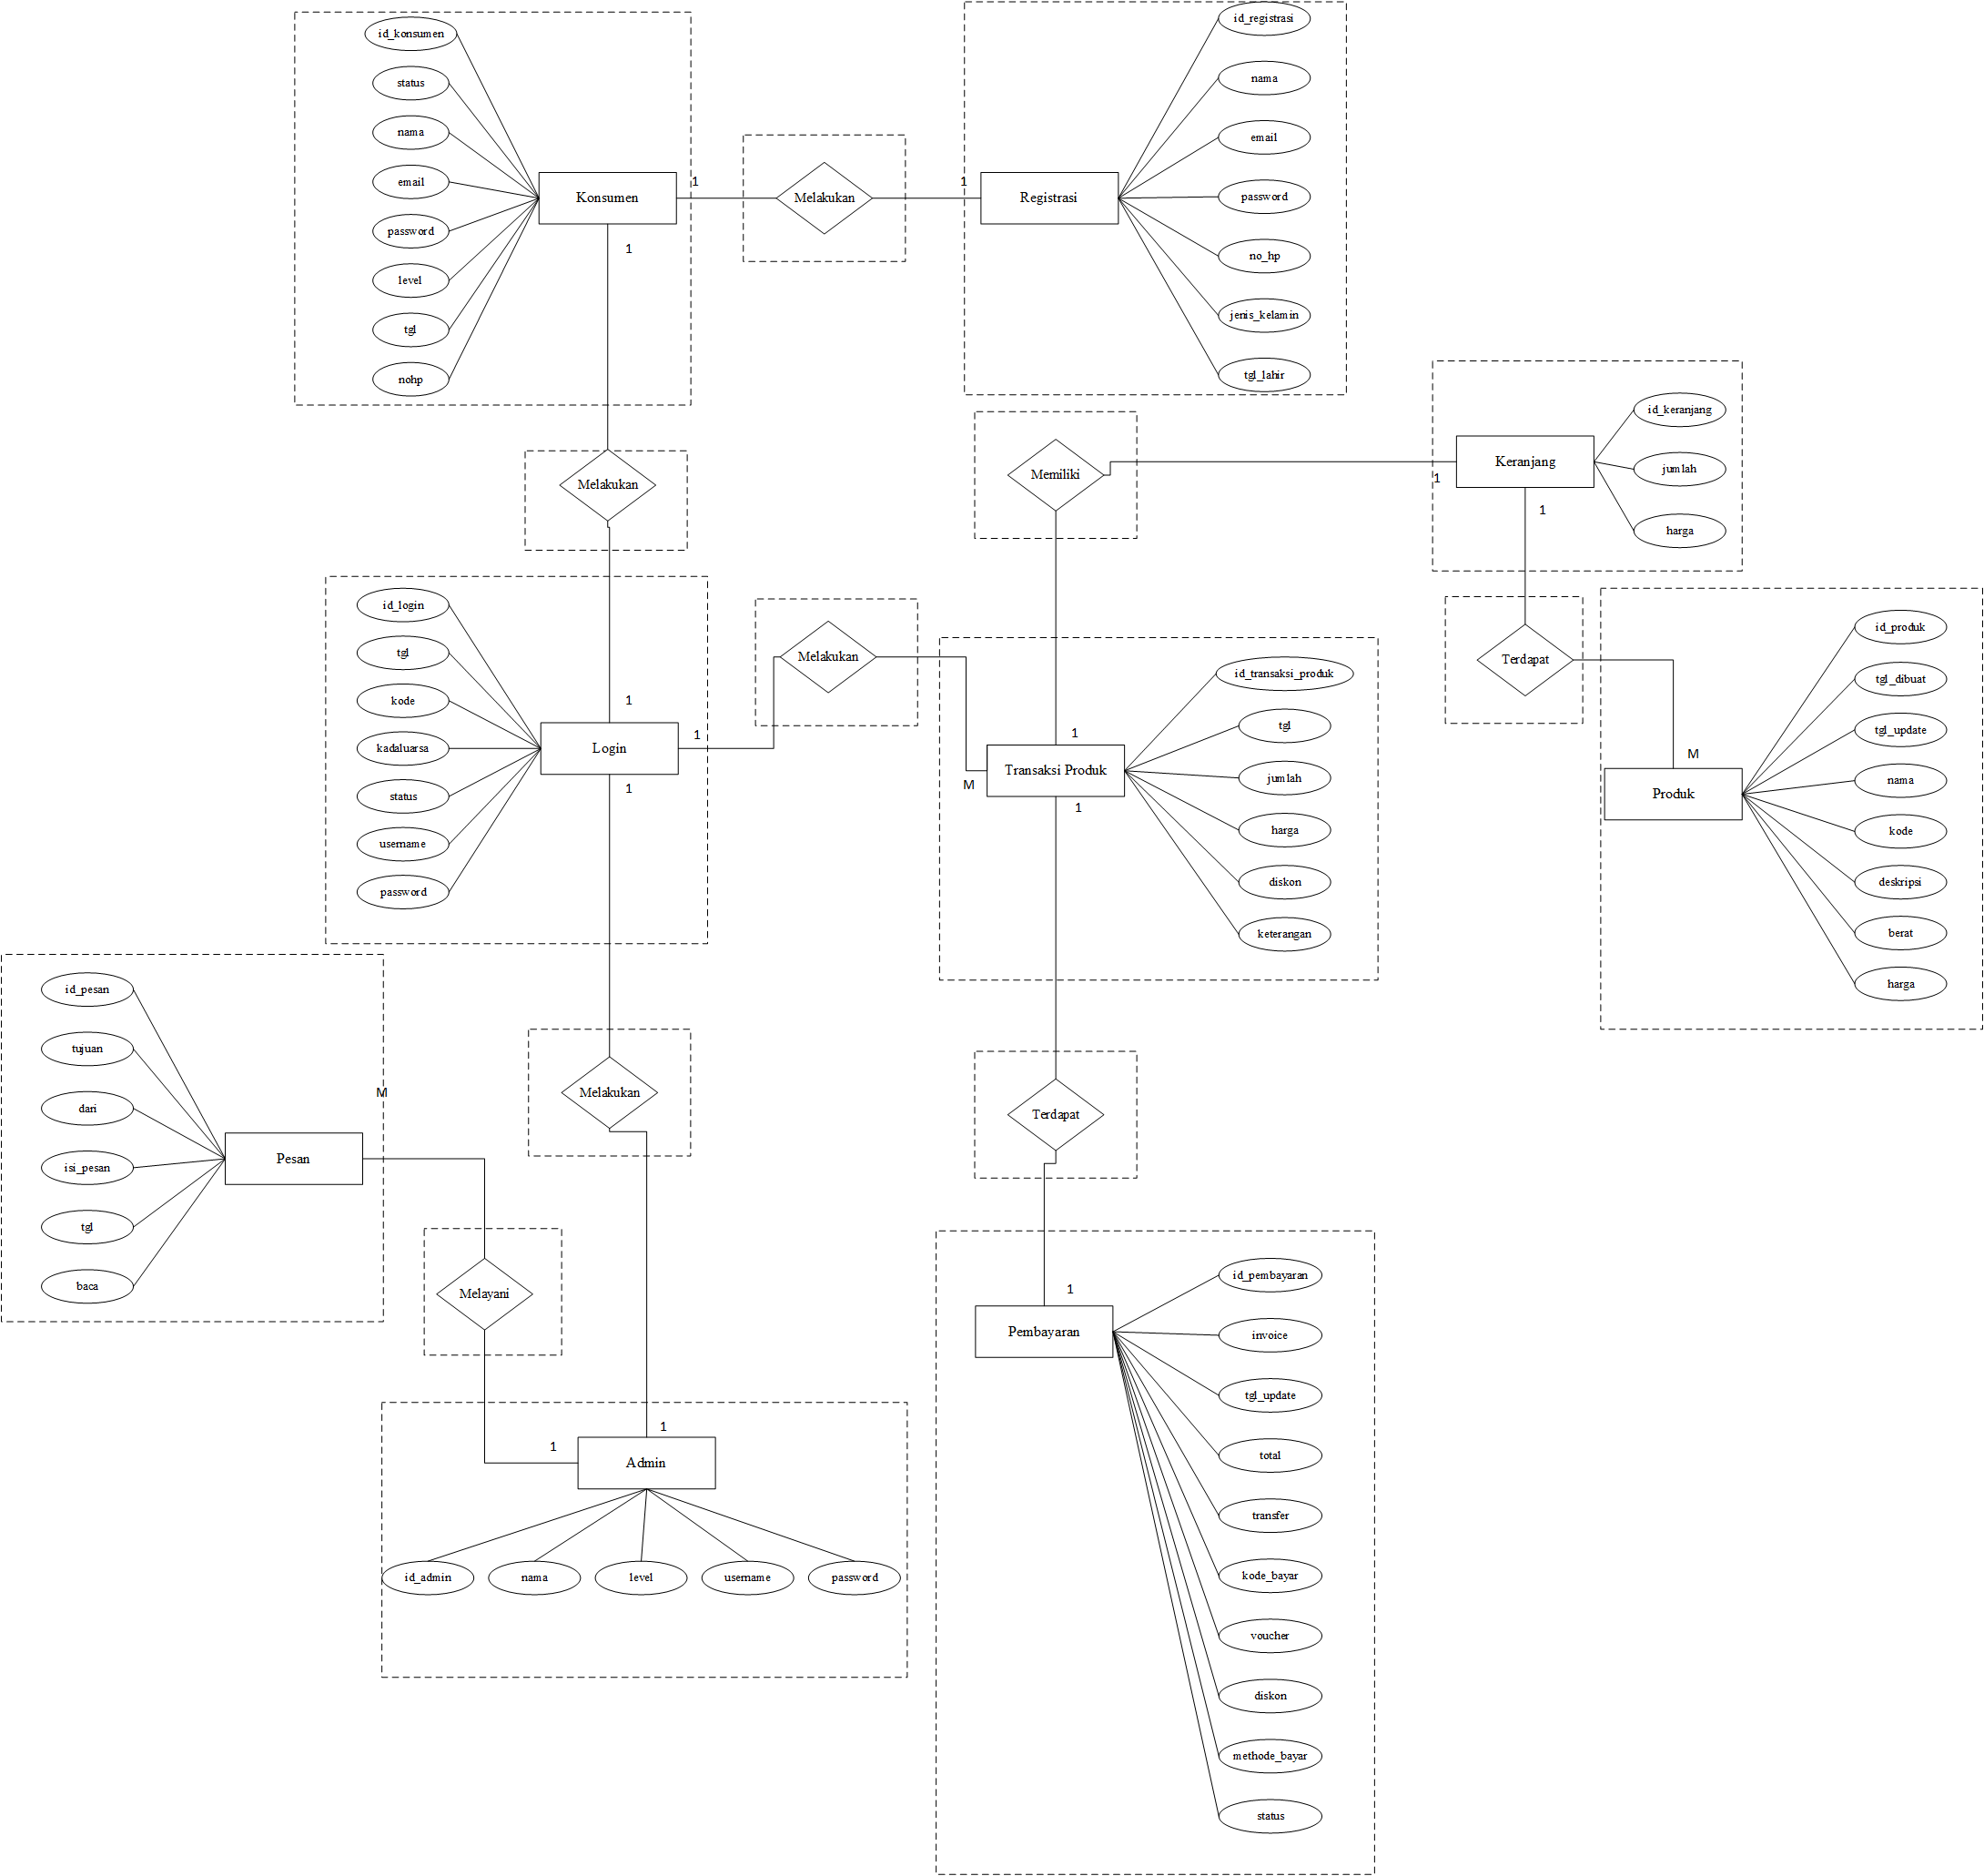 id_konsumen
status
nama
email
password
level
tgl
nohp
Konsumen
1
Melakukan
1
Registrasi
id_registrasi
nama
email
password
no_hp
jenis_kelamin
tgl_lahir
1
Melakukan
1
id_login
tgl
kode
kadaluarsa
status
username
password
Login
1
1
Melakukan
M
Memiliki
1
Keranjang
1
id_keranjang
jumlah
harga
1
Transaksi Produk
1
id_transaksi_produk
tgl
jumlah
harga
diskon
keterangan
Terdapat
M
Produk
id_produk
tgl_dibuat
tgl_update
nama
kode
deskripsi
berat
harga
id_pesan
tujuan
dari
isi_pesan
tgl
baca
Pesan
M
Melakukan
Melayani
1
1
Admin
id_admin
nama
level
username
password
Terdapat
1
Pembayaran
id_pembayaran
invoice
tgl_update
total
transfer
kode_bayar
voucher
diskon
methode_bayar
status